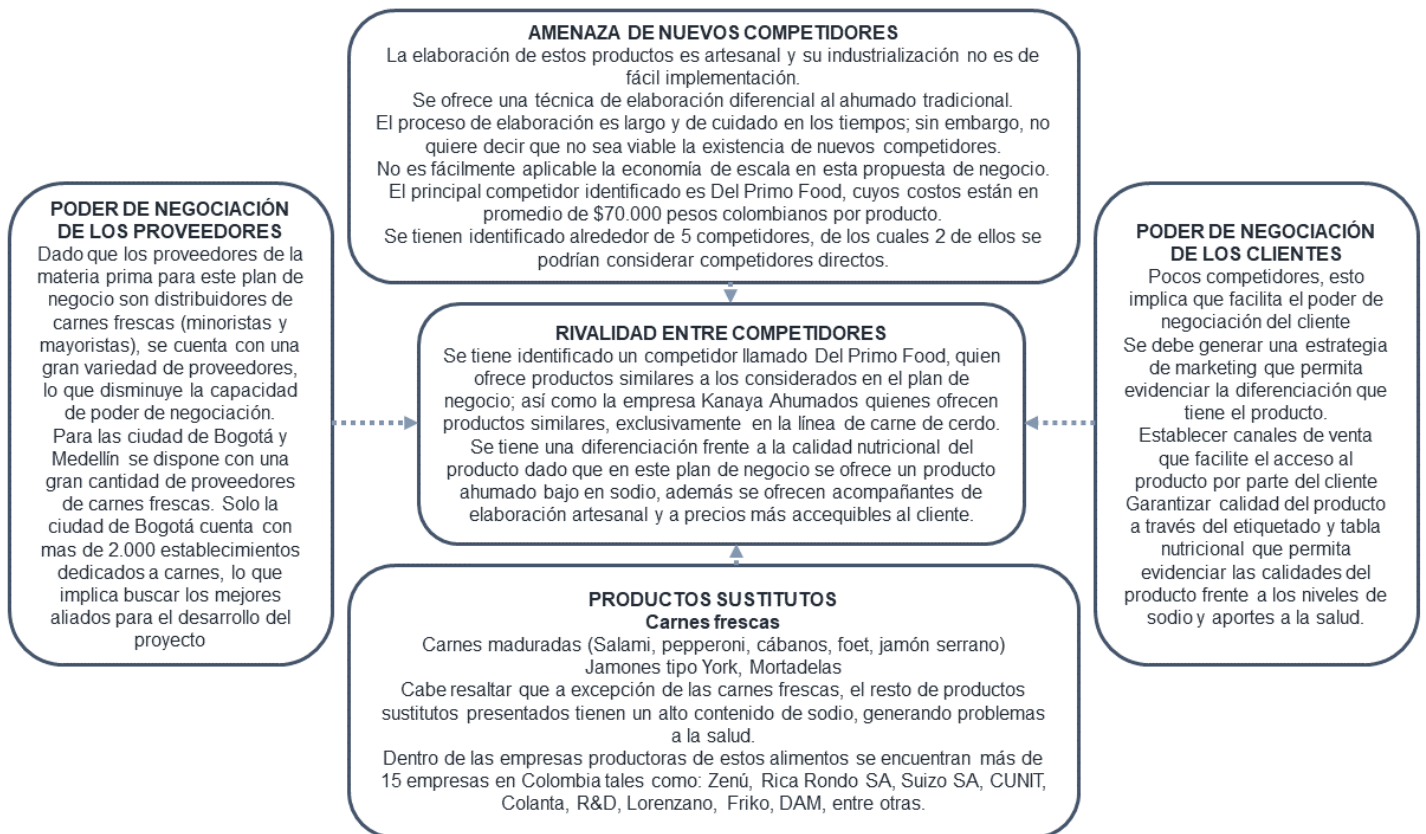 AMENAZA DE NUEVOS COMPETIDORES
La elaboración de estos productos es artesanal y su industrialización no es de
fácil implementación.
Se ofrece una técnica de elaboración diferencial al ahumado tradicional.
El proceso de elaboración es largo y de cuidado en los tiempos; sin embargo, no
quiere decir que no sea viable la existencia de nuevos competidores.
No es fácilmente aplicable la economía de escala en esta propuesta de negocio.
El principal competidor identificado es Del Primo Food, cuyos costos están en
promedio de $70.000 pesos colombianos por producto.
Se tienen identificado alrededor de 5 competidores, de los cuales 2 de ellos se
podrían considerar competidores directos.
PODER DE NEGOCIACIÓN
DE LOS PROVEEDORES
Dado que los proveedores de la
materia prima para este plan de
negocio son distribuidores de
carnes frescas (minoristas y
mayoristas), se cuenta con una
gran variedad de proveedores,
lo que disminuye la capacidad
de poder de negociación.
Para las ciudad de Bogotá y
Medellín se dispone con una
gran cantidad de proveedores
de carnes frescas. Solo la
ciudad de Bogotá cuenta con
mas de 2.000 establecimientos
dedicados a carnes, lo que
implica buscar los mejores
aliados para el desarrollo del
proyecto
RIVALIDAD ENTRE COMPETIDORES
Se tiene identificado un competidor llamado Del Primo Food, quien
ofrece productos similares a los considerados en el plan de
negocio; así como la empresa Kanaya Ahumados quienes ofrecen
productos similares, exclusivamente en la línea de carne de cerdo.
Se tiene una diferenciación frente a la calidad nutricional del
producto dado que en este plan de negocio se ofrece un producto
ahumado bajo en sodio, además se ofrecen acompañantes de
elaboración artesanal y a precios más accequibles al cliente.
PODER DE NEGOCIACIÓN
DE LOS CLIENTES
Pocos competidores, esto
implica que facilita el poder de
negociación del cliente
Se debe generar una estrategia
de marketing que permita
evidenciar la diferenciación que
tiene el producto.
Establecer canales de venta
que facilite el acceso al
producto por parte del cliente
Garantizar calidad del producto
a través del etiquetado y tabla
nutricional que permita
evidenciar las calidades del
producto frente a los niveles de
sodio y aportes a la salud.
PRODUCTOS SUSTITUTOS
Carnes frescas
Carnes maduradas (Salami, pepperoni, cábanos, foet, jamón serrano)
Jamones tipo York, Mortadelas
Cabe resaltar que a excepción de las carnes frescas, el resto de productos
sustitutos presentados tienen un alto contenido de sodio, generando problemas
a la salud.
Dentro de las empresas productoras de estos alimentos se encuentran más de
15 empresas en Colombia tales como: Zenú, Rica Rondo SA, Suizo SA, CUNIT,
Colanta, R&D, Lorenzano, Friko, DAM, entre otras.